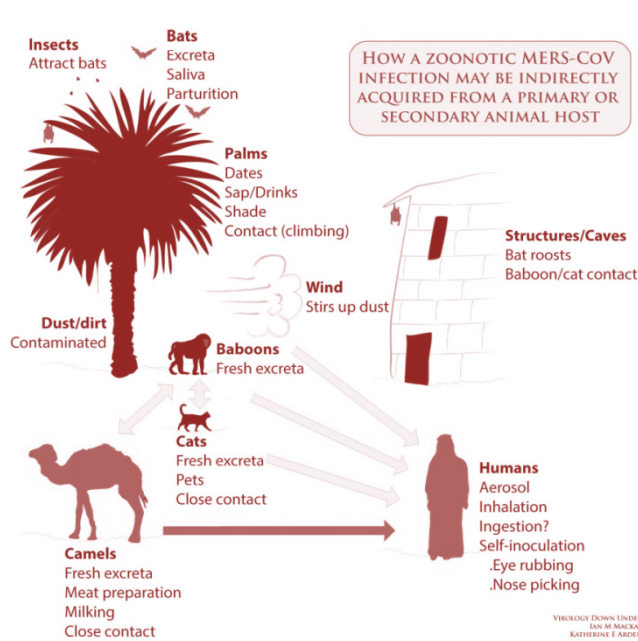 Insects
Attract bats
Bats
Excreta
Saliva
Parturition
How a zoonotic MERS-CoV
infection may be indirectly
acquired from a primary or
secondary animal host
Palms
Dates
Sap/Drinks
Shade
Contact (climbing)
Structures/Caves
Bat roosts
Baboon/cat contact
Wind
Stirs up dust
Dust/dirt
Contaminated
Baboons
Fresh excreta
Cats
Fresh excreta
Pets
Close contact
Humans
Aerosol
Inhalation
Ingestion?
Self-inoculation
.Eye rubbing
.Nose picking
Camels
Fresh excreta
Meat preparation
Milking
Close contact
Virology Down Unde
Ian M Macka
Katherine E Arde